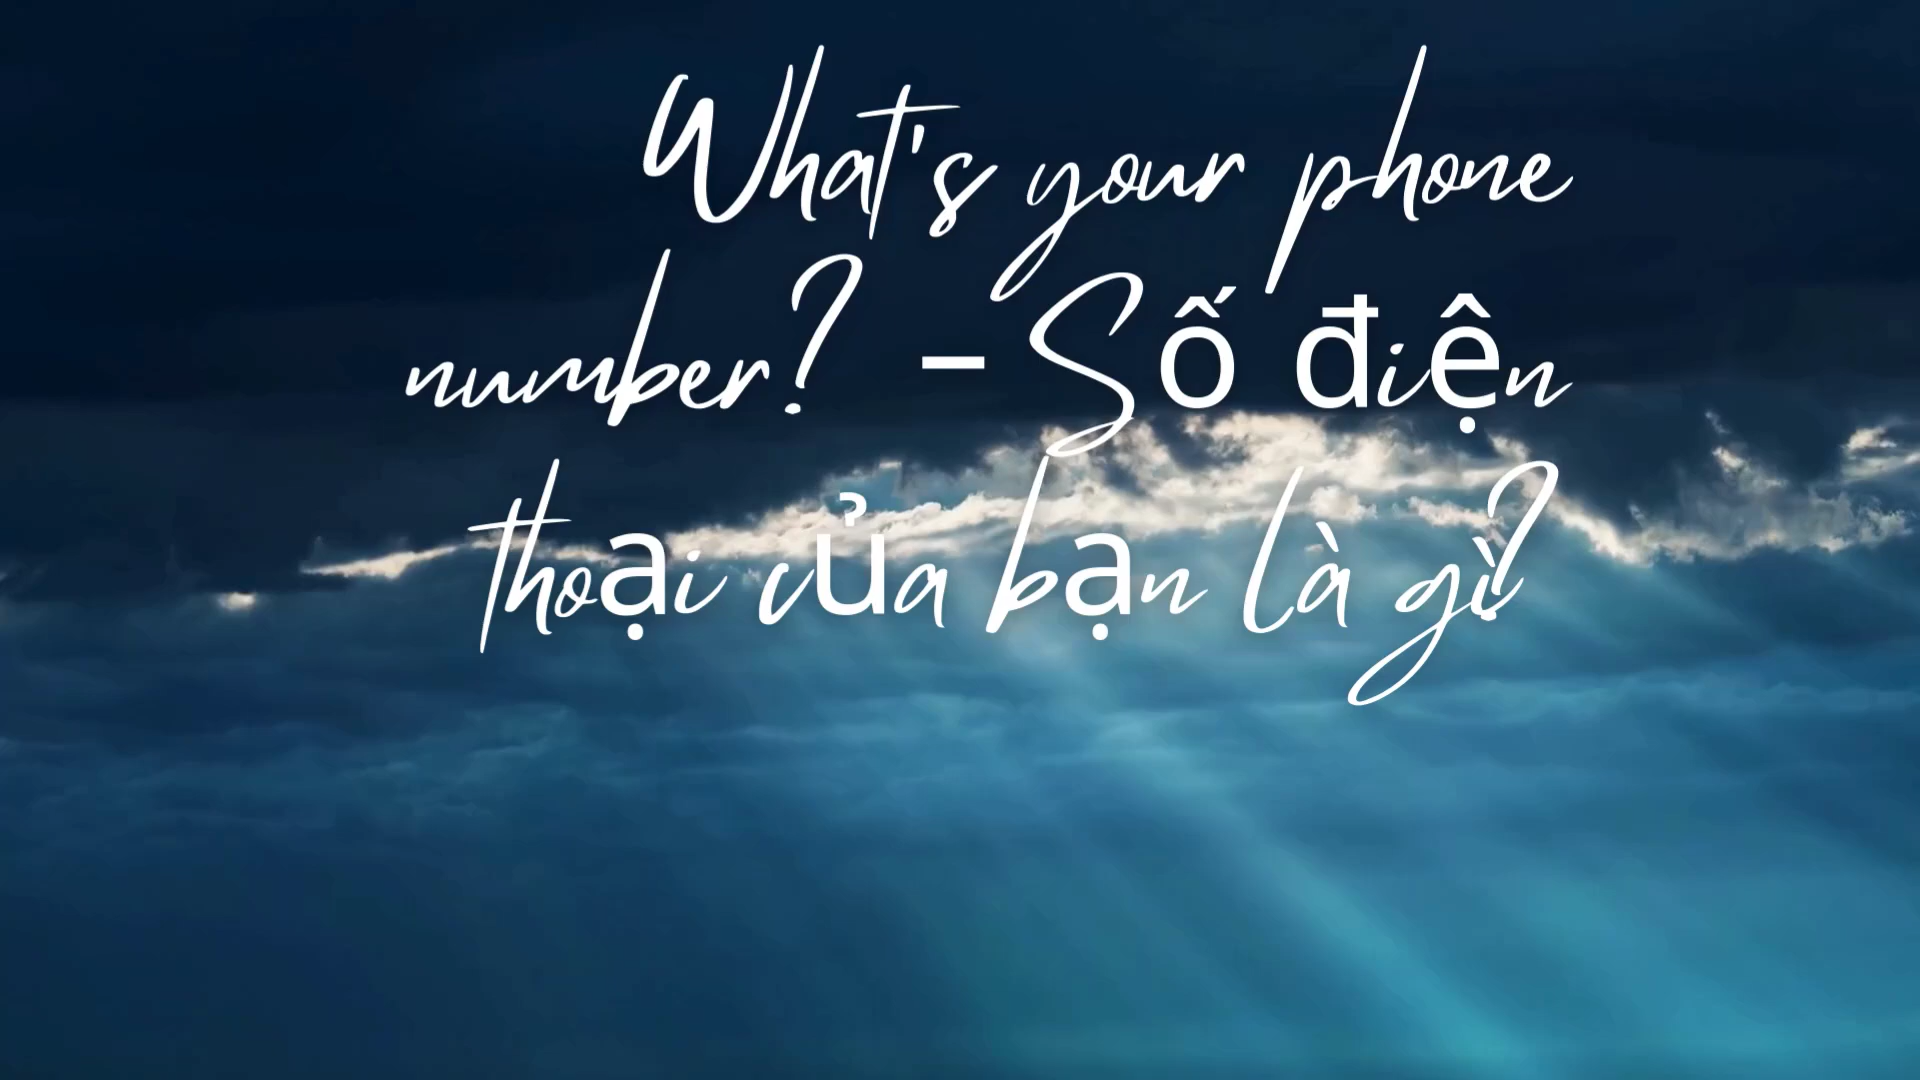 What's your phone
number? - Số điện
thoại của bạn là gì?